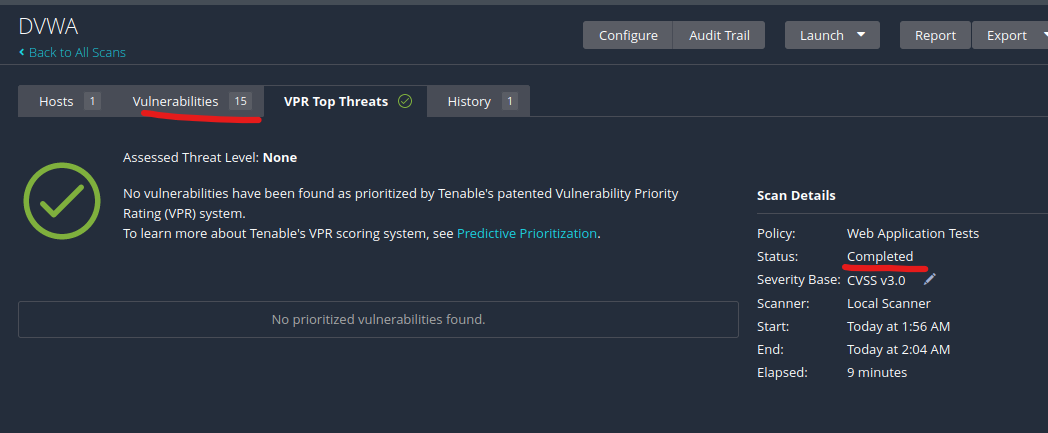 DVWA
Back to All Scans
Configure Audit Trail Launch Report Export
Hosts 1 Vulnerabilities 15 VPR Top Threats History 1
Assessed Threat Level: None
No vulnerabilities have been found as prioritized by Tenable's patented Vulnerability Priority
Rating (VPR) system.
To learn more about Tenable's VPR scoring system, see Predictive Prioritization.
No prioritized vulnerabilities found.
Scan Details
Policy: Web Application Tests
Status: Completed
Severity Base: CVSS v3.0
Scanner: Local Scanner
Start: Today at 1:56 AM
End: Today at 2:04 AM
Elapsed: 9 minutes